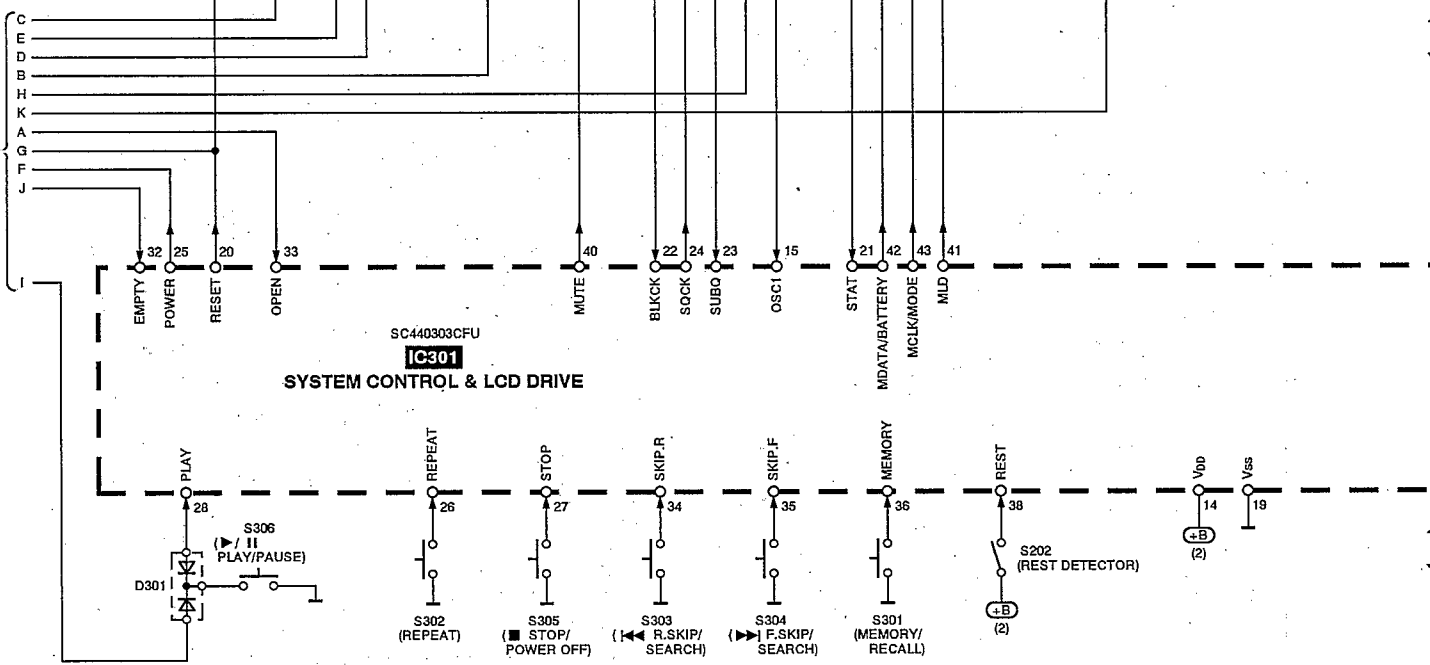 C
E
D
B
H
K
A
G
F
J
I
32 25 20 33 40 22 24 23 15 21 42 43 41
EMPTY
POWER
RESET
OPEN
MUTE
BLKCK
SQCK
SUBQ
OSC1
STAT
MDATA/BATTERY
MCLK/MODE
MLD
SC440303CFU
IC301
SYSTEM CONTROL & LCD DRIVE
PLAY
REPEAT
STOP
SKIP.R
SKIP.F
MEMORY
REST
VDD
VSS
28 26 27 34 35 36 38 14 19
S306
(▶/ II
PLAY/PAUSE)
D301
+B
(2)
S202
(REST DETECTOR)
+B
(2)
S302
(REPEAT)
S305
(■ STOP/
POWER OFF)
S303
(|◀◀ R.SKIP/
SEARCH)
S304
(▶▶| F.SKIP/
SEARCH)
S301
(MEMORY/
RECALL)